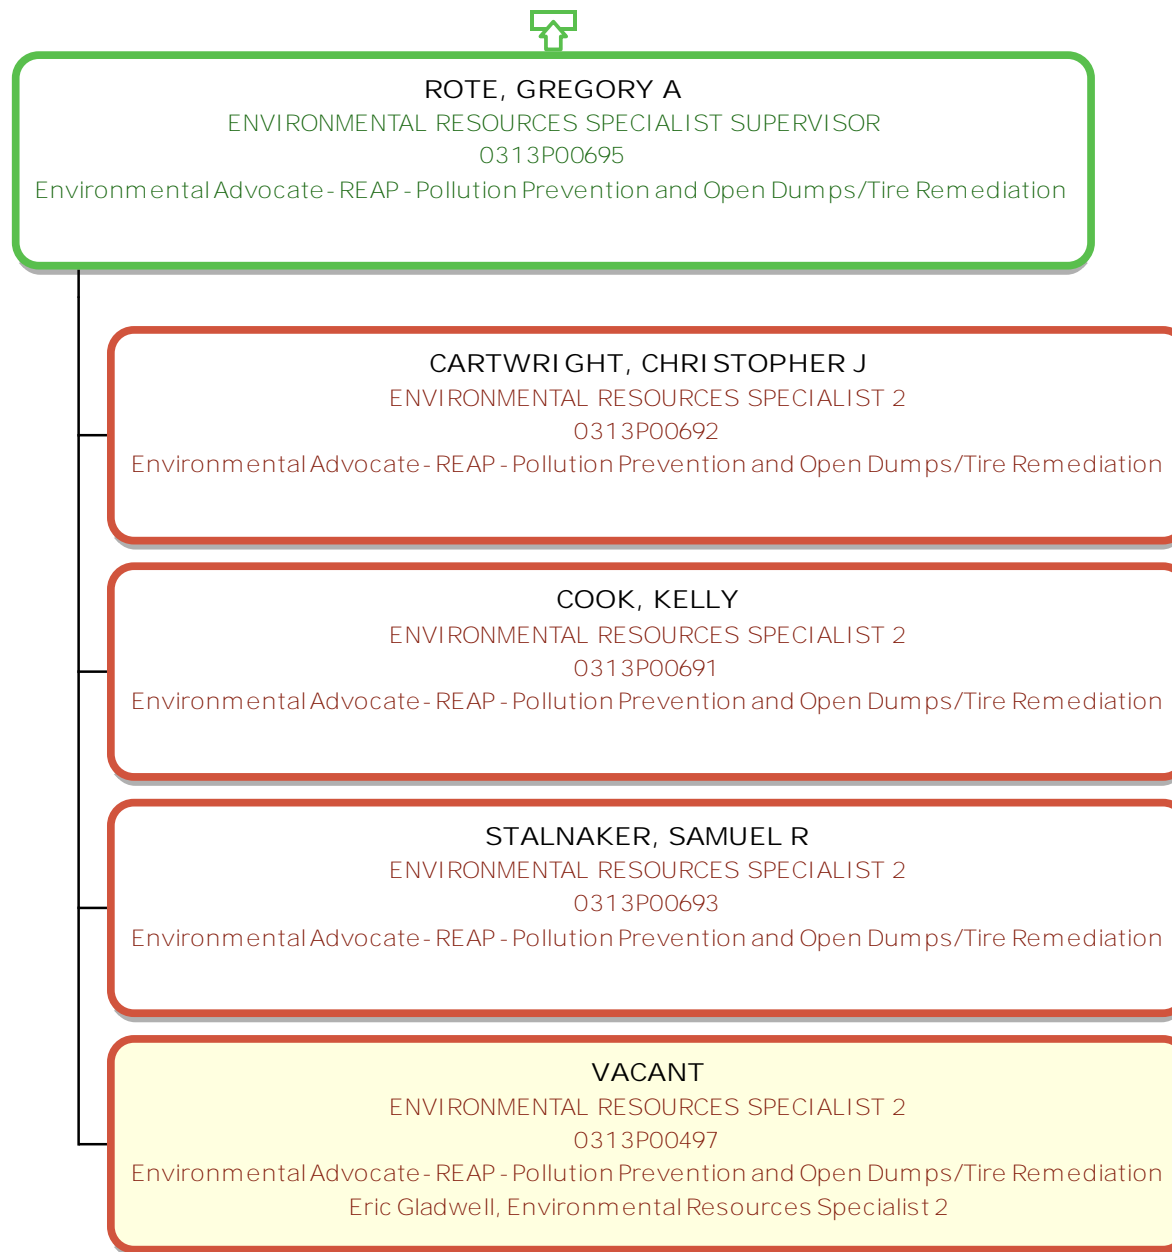 ROTE, GREGORY A
ENVIRONMENTAL RESOURCES SPECIALIST SUPERVISOR
0313P00695
Environmental Advocate - REAP - Pollution Prevention and Open Dumps/Tire Remediation
CARTWRIGHT, CHRISTOPHER J
ENVIRONMENTAL RESOURCES SPECIALIST 2
0313P00692
Environmental Advocate - REAP - Pollution Prevention and Open Dumps/Tire Remediation
COOK, KELLY
ENVIRONMENTAL RESOURCES SPECIALIST 2
0313P00691
Environmental Advocate - REAP - Pollution Prevention and Open Dumps/Tire Remediation
STALNAKER, SAMUEL R
ENVIRONMENTAL RESOURCES SPECIALIST 2
0313P00693
Environmental Advocate - REAP - Pollution Prevention and Open Dumps/Tire Remediation
VACANT
ENVIRONMENTAL RESOURCES SPECIALIST 2
0313P00497
Environmental Advocate - REAP - Pollution Prevention and Open Dumps/Tire Remediation
Eric Gladwell, Environmental Resources Specialist 2